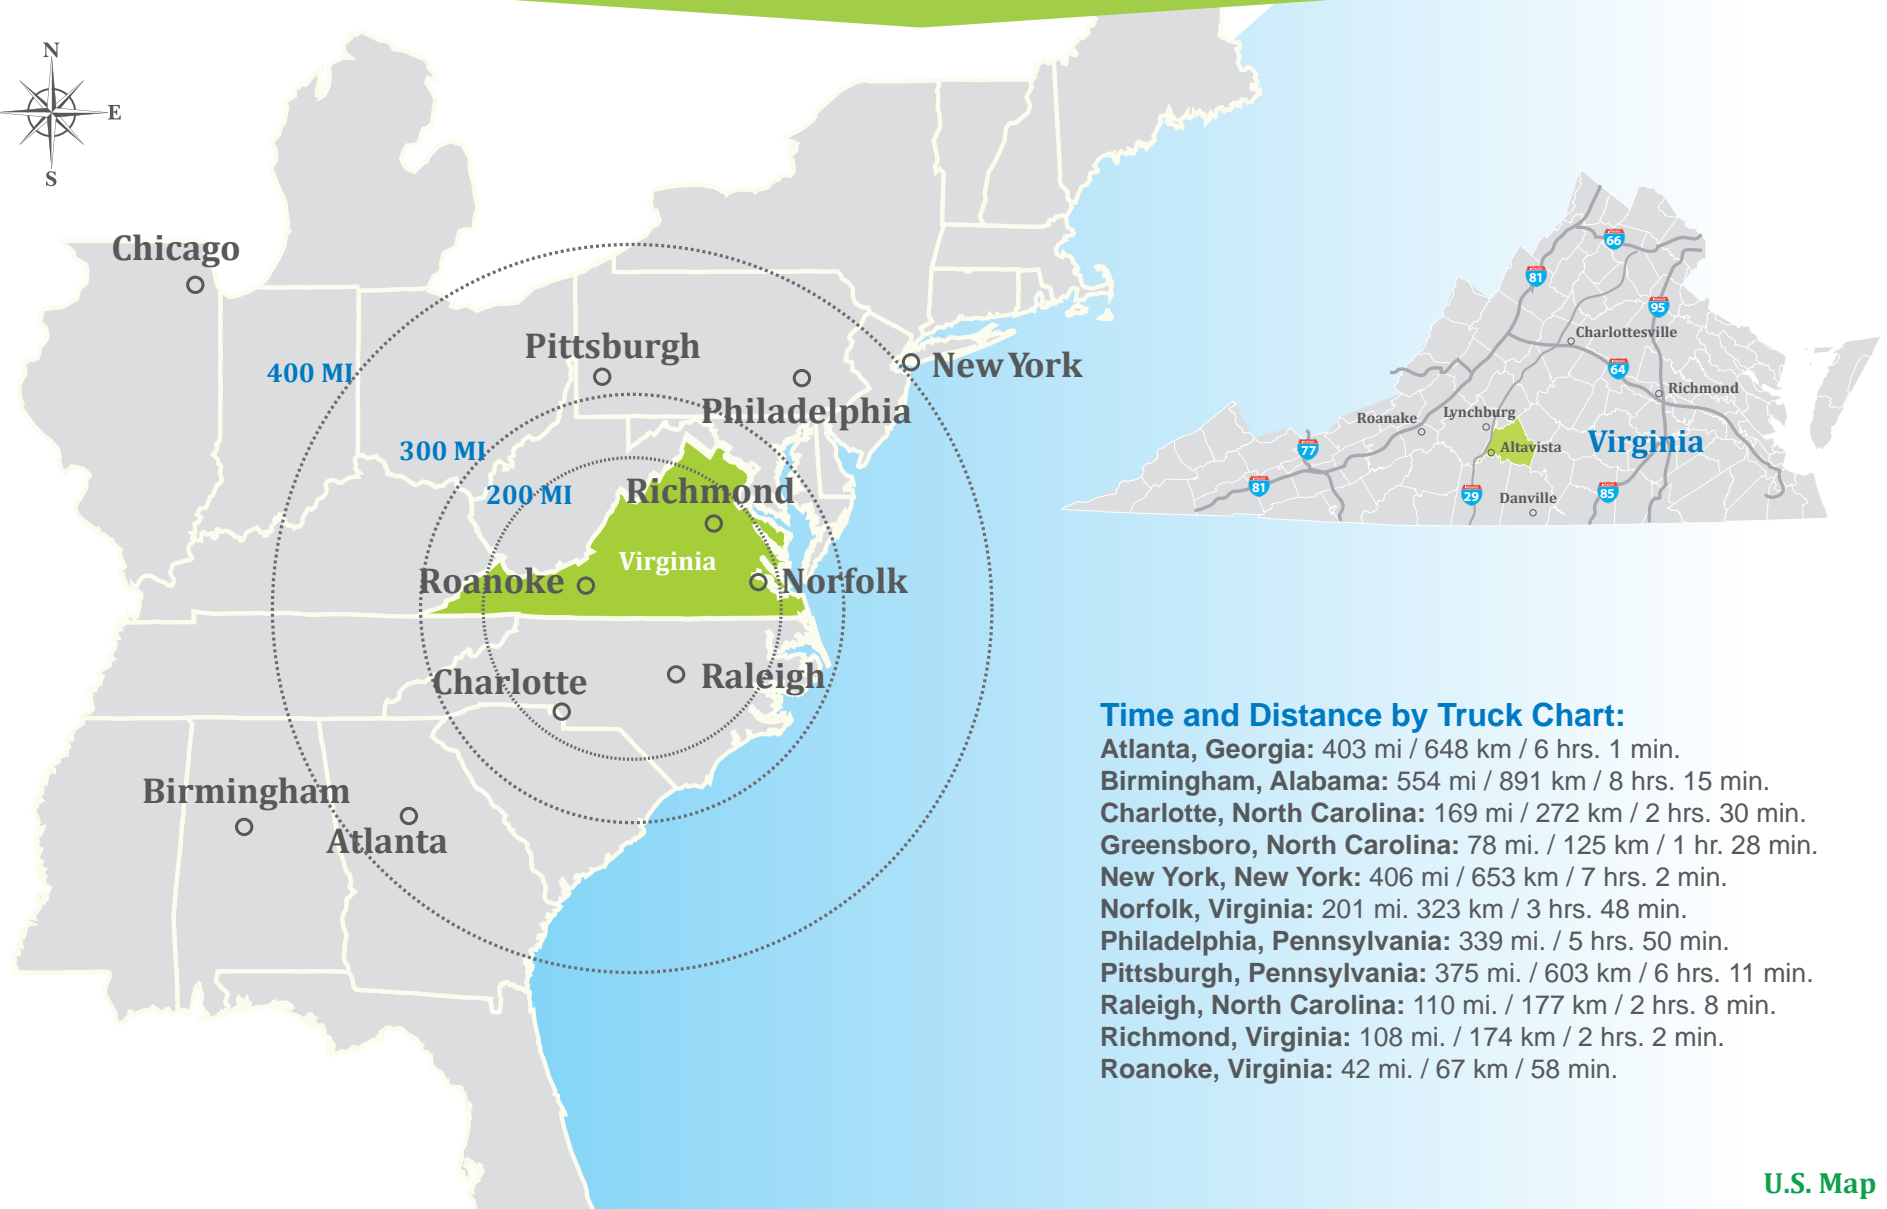 N
E
S
Chicago
Pittsburgh
400 MI
New York
Philadelphia
300 MI
200 MI
Richmond
Virginia
Roanoke
Norfolk
Charlotte
Raleigh
Birmingham
Atlanta
66
81
95
Charlottesville
64
Richmond
Roanake
Lynchburg
Virginia
77
Altavista
81
29
Danville
85
Time and Distance by Truck Chart:
Atlanta, Georgia: 403 mi / 648 km / 6 hrs. 1 min.
Birmingham, Alabama: 554 mi / 891 km / 8 hrs. 15 min.
Charlotte, North Carolina: 169 mi / 272 km / 2 hrs. 30 min.
Greensboro, North Carolina: 78 mi. / 125 km / 1 hr. 28 min.
New York, New York: 406 mi / 653 km / 7 hrs. 2 min.
Norfolk, Virginia: 201 mi. 323 km / 3 hrs. 48 min.
Philadelphia, Pennsylvania: 339 mi. / 5 hrs. 50 min.
Pittsburgh, Pennsylvania: 375 mi. / 603 km / 6 hrs. 11 min.
Raleigh, North Carolina: 110 mi. / 177 km / 2 hrs. 8 min.
Richmond, Virginia: 108 mi. / 174 km / 2 hrs. 2 min.
Roanoke, Virginia: 42 mi. / 67 km / 58 min.
U.S. Map